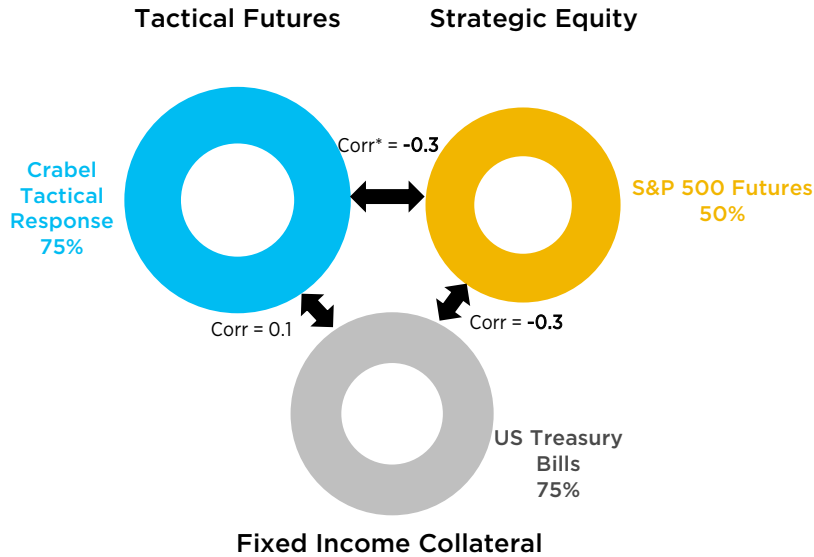 Tactical Futures
Strategic Equity
Corr* = -0.3
Crabel
Tactical
Response
75%
S&P 500 Futures
50%
Corr = 0.1
Corr = -0.3
US Treasury
Bills
75%
Fixed Income Collateral